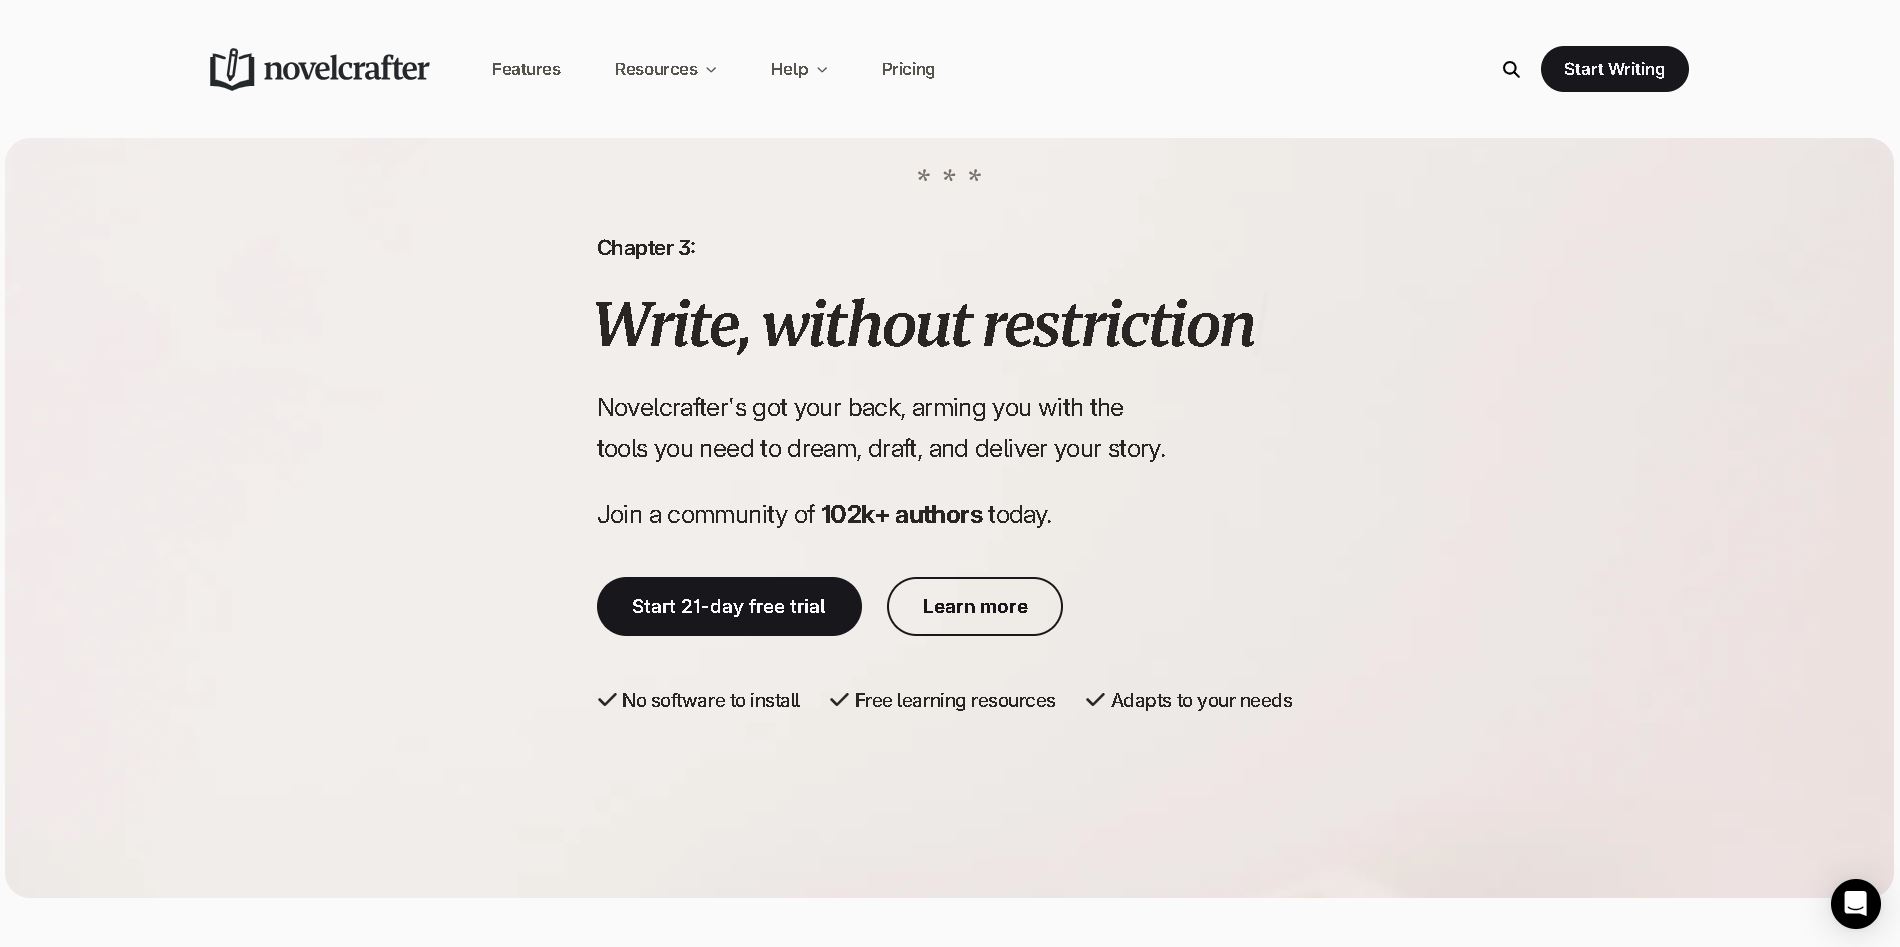 novelcrafter
Features
Resources
Help
Pricing
Start Writing
* * *
Chapter 3:
Write, without restriction
Novelcrafter's got your back, arming you with the
tools you need to dream, draft, and deliver your story.
Join a community of 102k+ authors today.
Start 21-day free trial
Learn more
No software to install
Free learning resources
Adapts to your needs